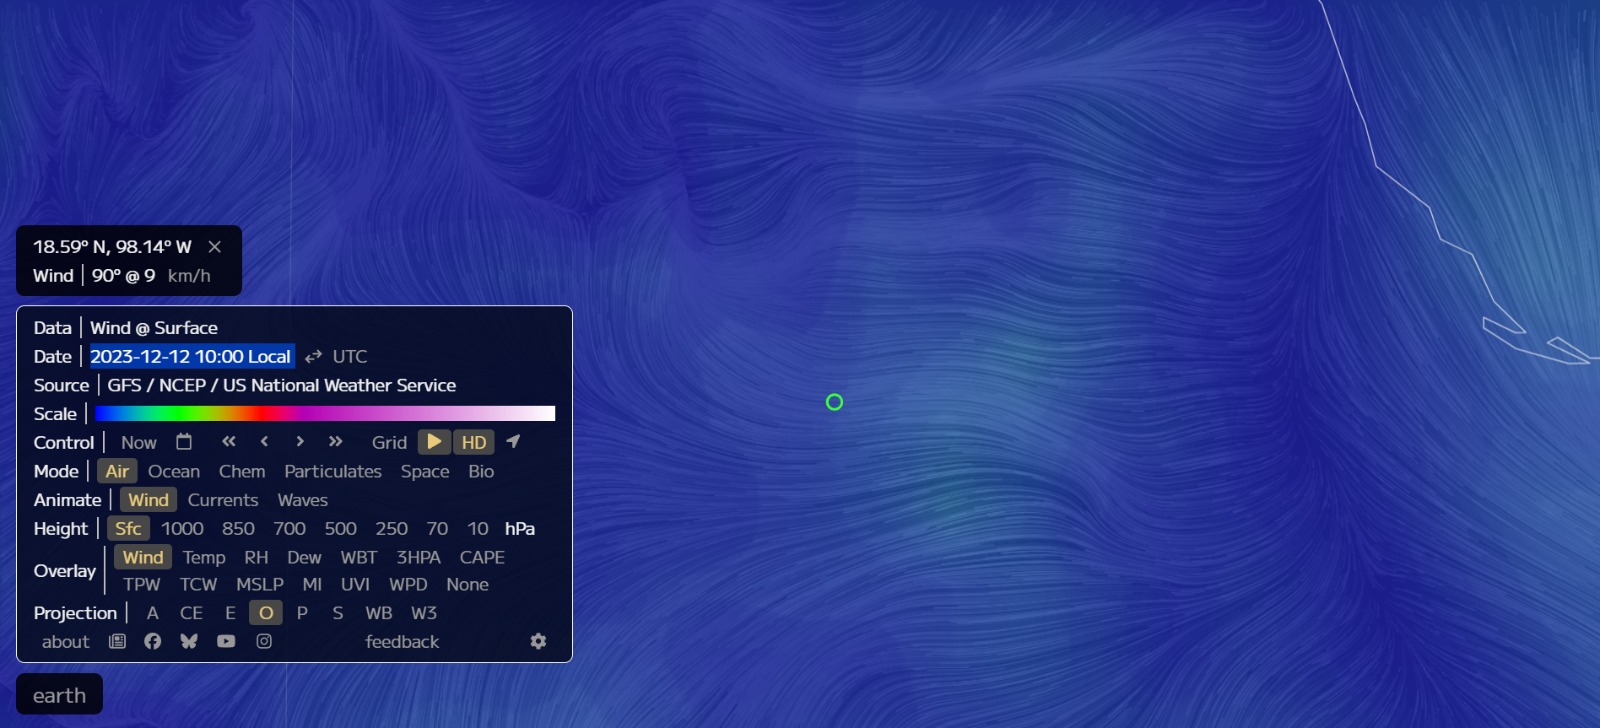 18.59° N, 98.14° W ×
Wind | 90° @ 9 km/h
Data | Wind @ Surface
Date | 2023-12-12 10:00 Local ⇄ UTC
Source | GFS / NCEP / US National Weather Service
Scale |
Control | Now « ‹ › » Grid ▶ HD
Mode | Air Ocean Chem Particulates Space Bio
Animate | Wind Currents Waves
Height | Sfc 1000 850 700 500 250 70 10 hPa
Overlay | Wind Temp RH Dew WBT 3HPA CAPE
TPW TCW MSLP MI UVI WPD None
Projection | A CE E O P S WB W3
about feedback
earth